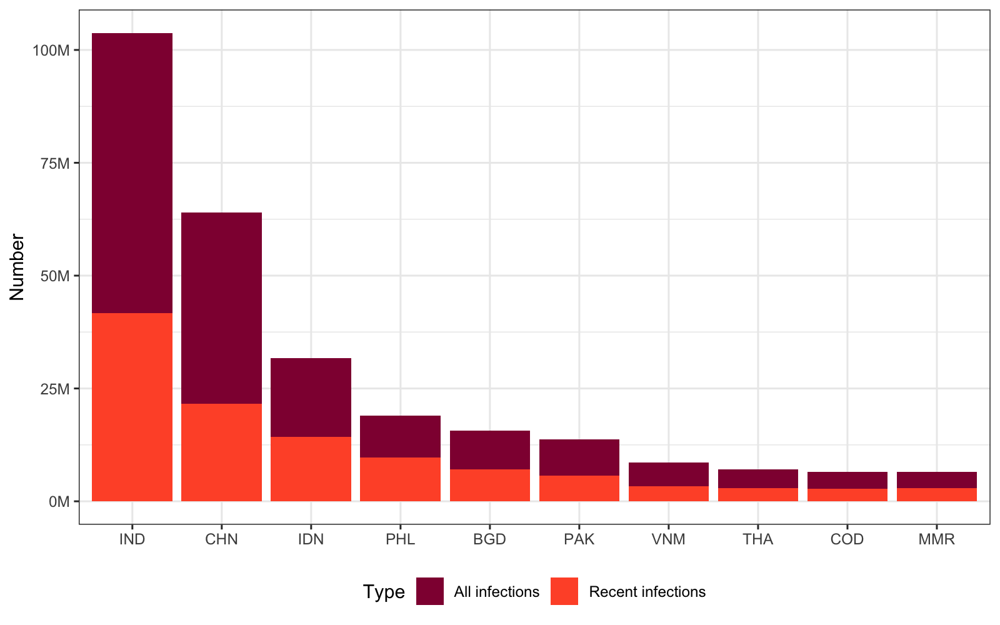 Number
100M
75M
50M
25M
0M
IND CHN IDN PHL BGD PAK VNM THA COD MMR
Type All infections Recent infections